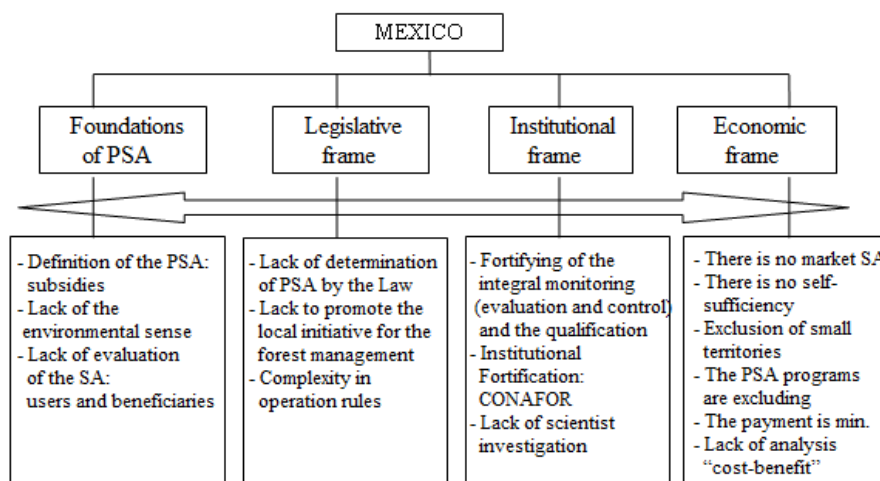 MEXICO
Foundations
of PSA
Legislative
frame
Institutional
frame
Economic
frame
- Definition of the PSA:
subsidies
- Lack of the
environmental sense
- Lack of evaluation
of the SA:
users and beneficiaries
- Lack of determination
of PSA by the Law
- Lack to promote the
local initiative for the
forest management
- Complexity in
operation rules
- Fortifying of the
integral monitoring
(evaluation and control)
and the qualification
- Institutional
Fortification:
CONAFOR
- Lack of scientist
investigation
- There is no market SA
- There is no self-
sufficiency
- Exclusion of small
territories
- The PSA programs
are excluding
- The payment is min.
- Lack of analysis
“cost-benefit”